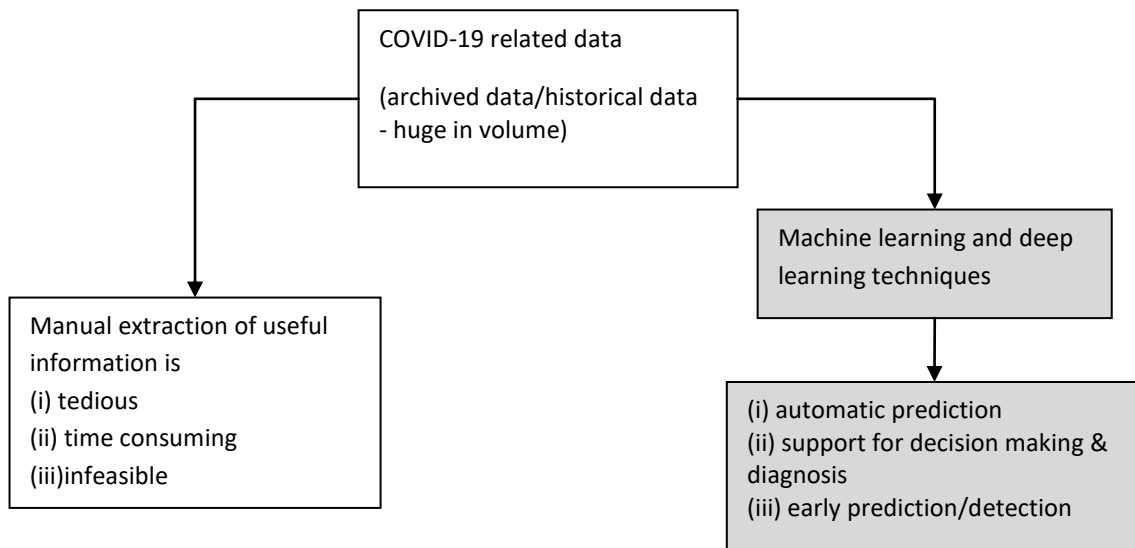 COVID-19 related data
(archived data/historical data
- huge in volume)
Machine learning and deep
learning techniques
Manual extraction of useful
information is
(i) tedious
(ii) time consuming
(iii)infeasible
(i) automatic prediction
(ii) support for decision making &
diagnosis
(iii) early prediction/detection